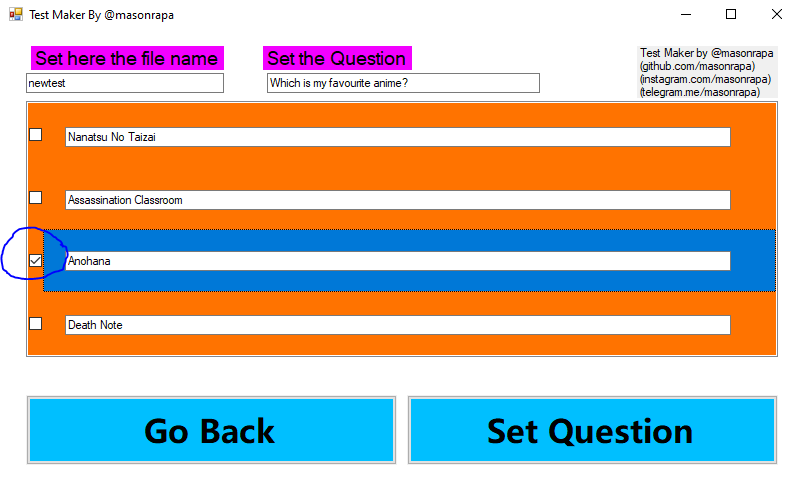 Test Maker By @masonrapa
Set here the file name
Set the Question
Test Maker by @masonrapa
(github.com/masonrapa)
(instagram.com/masonrapa)
(telegram.me/masonrapa)
newtest
Which is my favourite anime?
Nanatsu No Taizai
Assassination Classroom
Anohana
Death Note
Go Back
Set Question